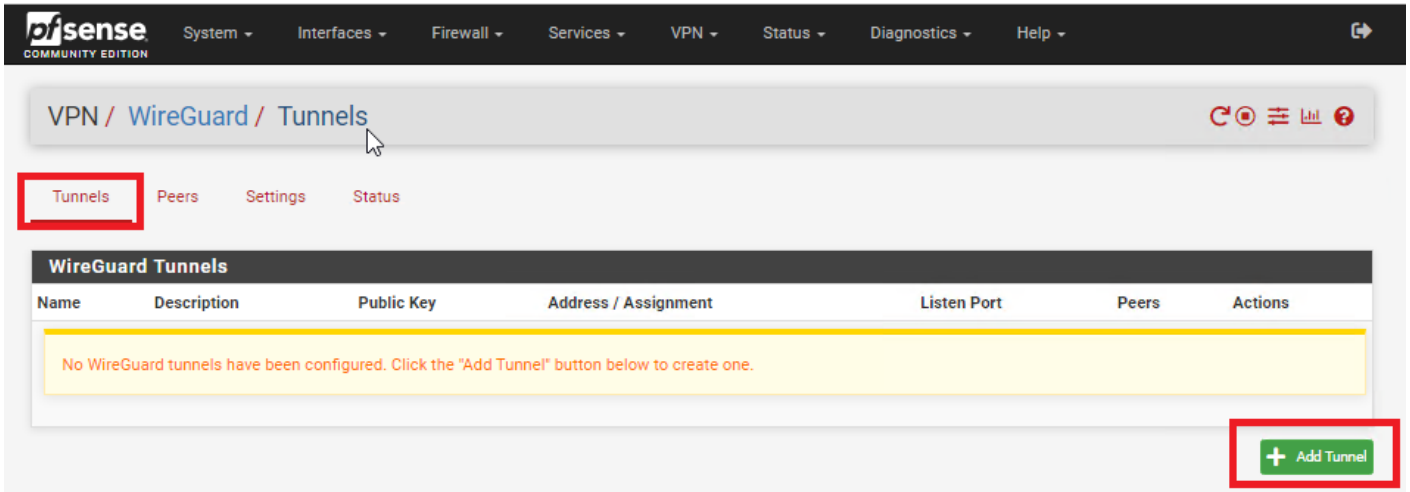 pfsense System Interfaces Firewall Services VPN Status Diagnostics Help
COMMUNITY EDITION
VPN / WireGuard / Tunnels
Tunnels Peers Settings Status
WireGuard Tunnels
Name Description Public Key Address / Assignment Listen Port Peers Actions
No WireGuard tunnels have been configured. Click the "Add Tunnel" button below to create one.
Add Tunnel